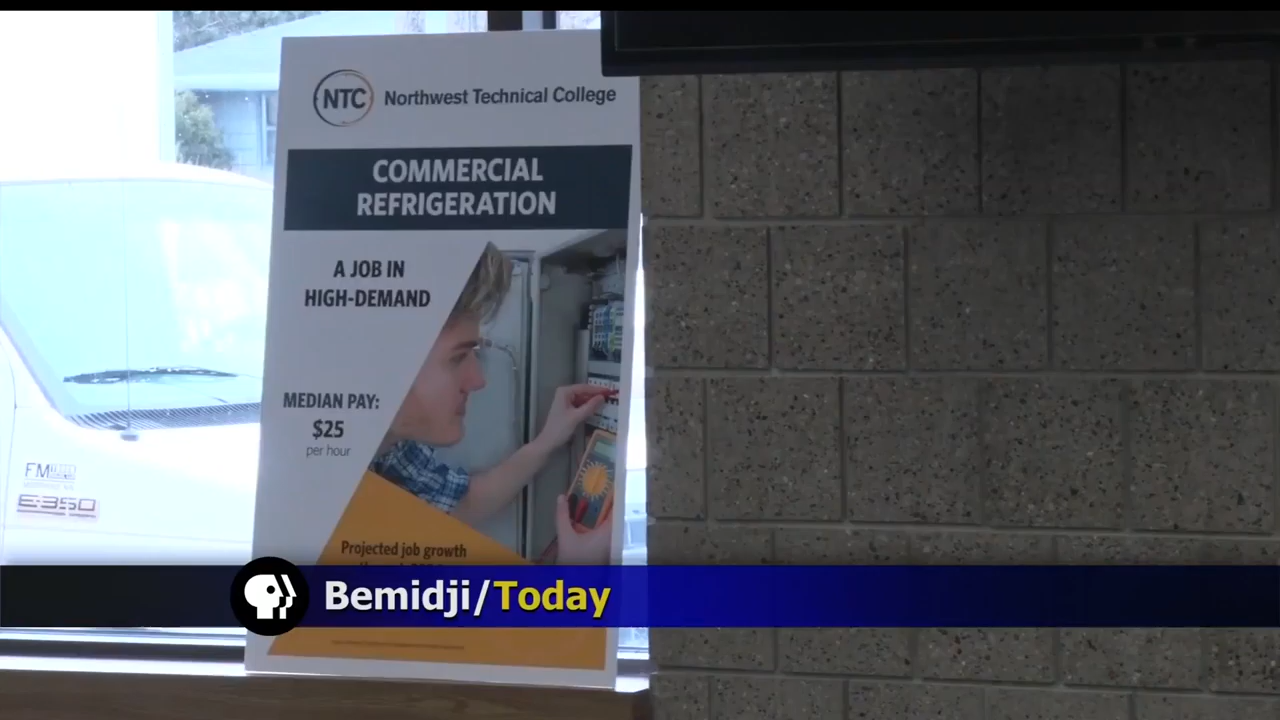 NTC Northwest Technical College
COMMERCIAL
REFRIGERATION
A JOB IN
HIGH-DEMAND
MEDIAN PAY:
$25
per hour
FM
E-350
Projected job growth
Bemidji/Today